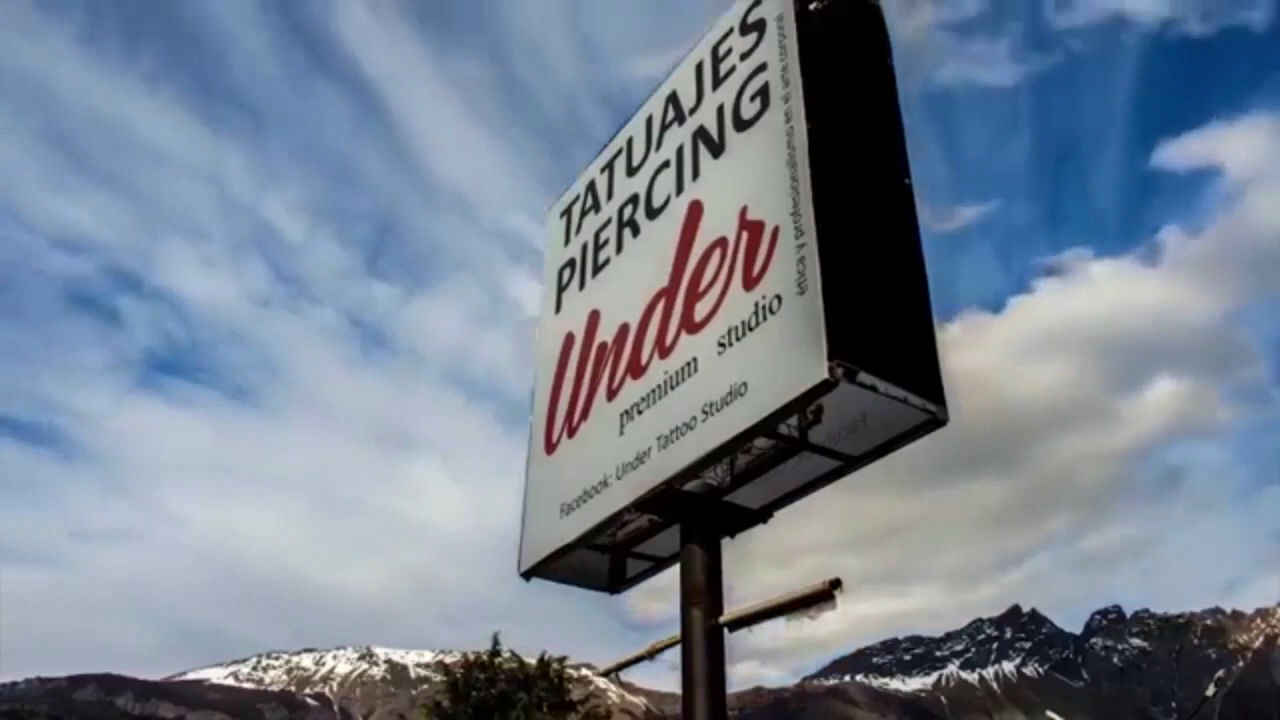 TATUAJES
PIERCING
Under
premium studio
Facebook: Under Tattoo Studio
ética y profesionalismo en el arte corporal